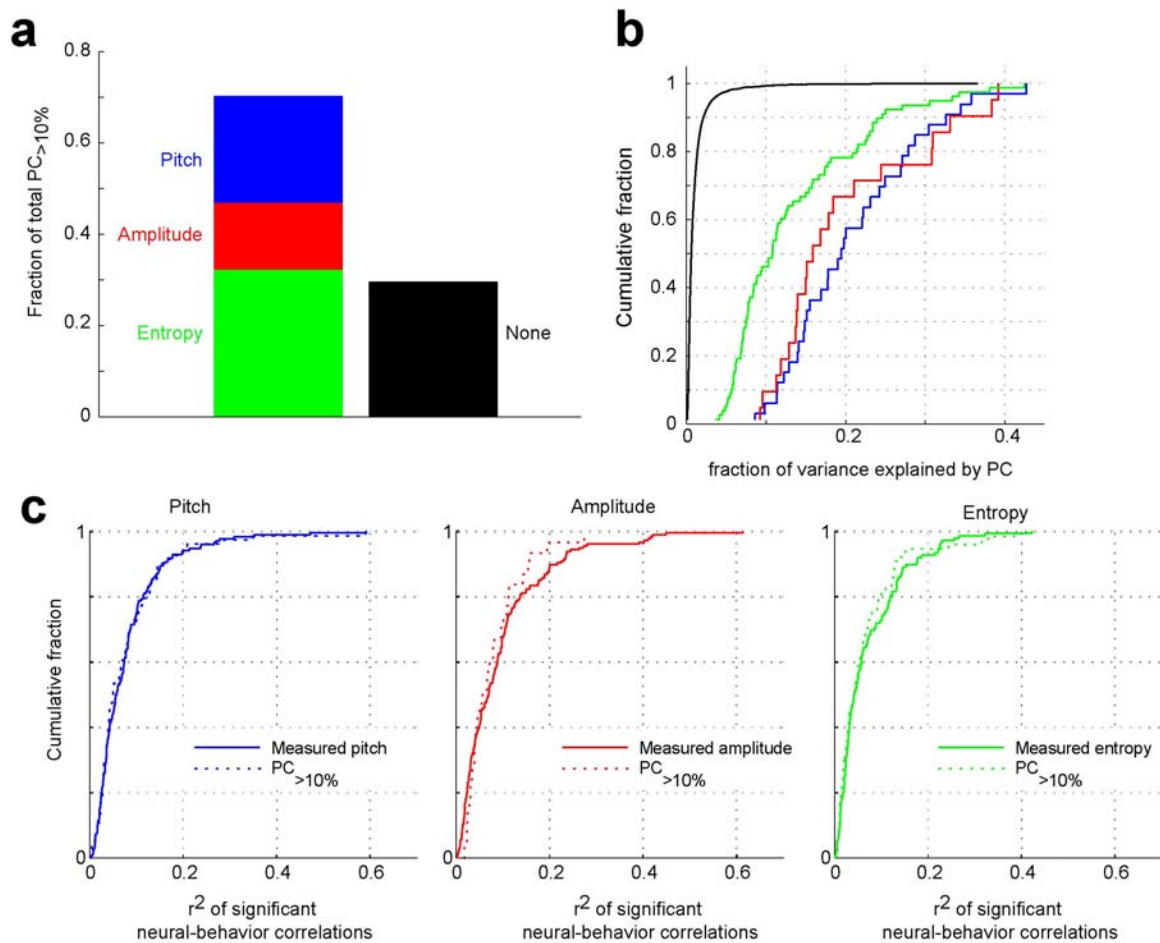 a
0.8
0.6
0.4
0.2
0
Fraction of total PC>10%
Pitch
Amplitude
Entropy
None
b
1
0.8
0.6
0.4
0.2
0
Cumulative fraction
0 0.2 0.4
fraction of variance explained by PC
c
Pitch
1
Cumulative fraction
Measured pitch
PC>10%
0 0.2 0.4 0.6
r2 of significant
neural-behavior correlations
Amplitude
1
Measured amplitude
PC>10%
0 0.2 0.4 0.6
r2 of significant
neural-behavior correlations
Entropy
1
Measured entropy
PC>10%
0 0.2 0.4 0.6
r2 of significant
neural-behavior correlations